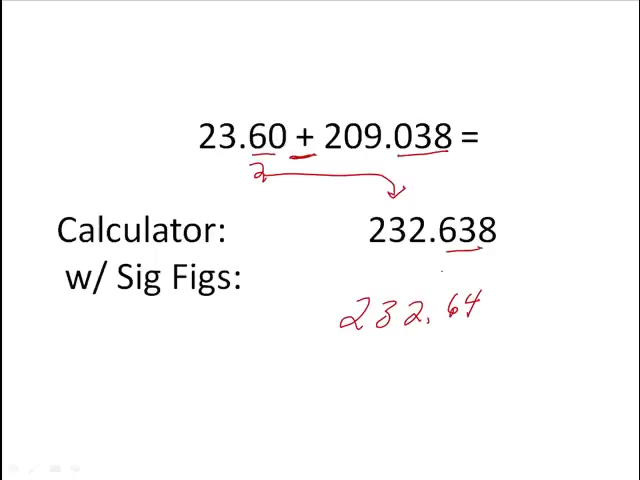 23.60 + 209.038 =
2
Calculator: 232.638
w/ Sig Figs:
232.64